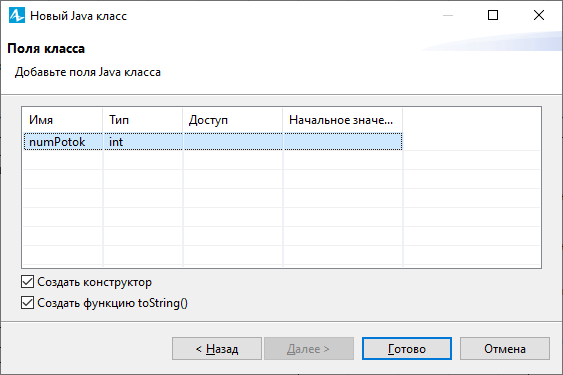 Новый Java класс
Поля класса
Добавьте поля Java класса
Имя Тип Доступ Начальное значе...
numPotok int
Создать конструктор
Создать функцию toString()
< Назад Далее > Готово Отмена